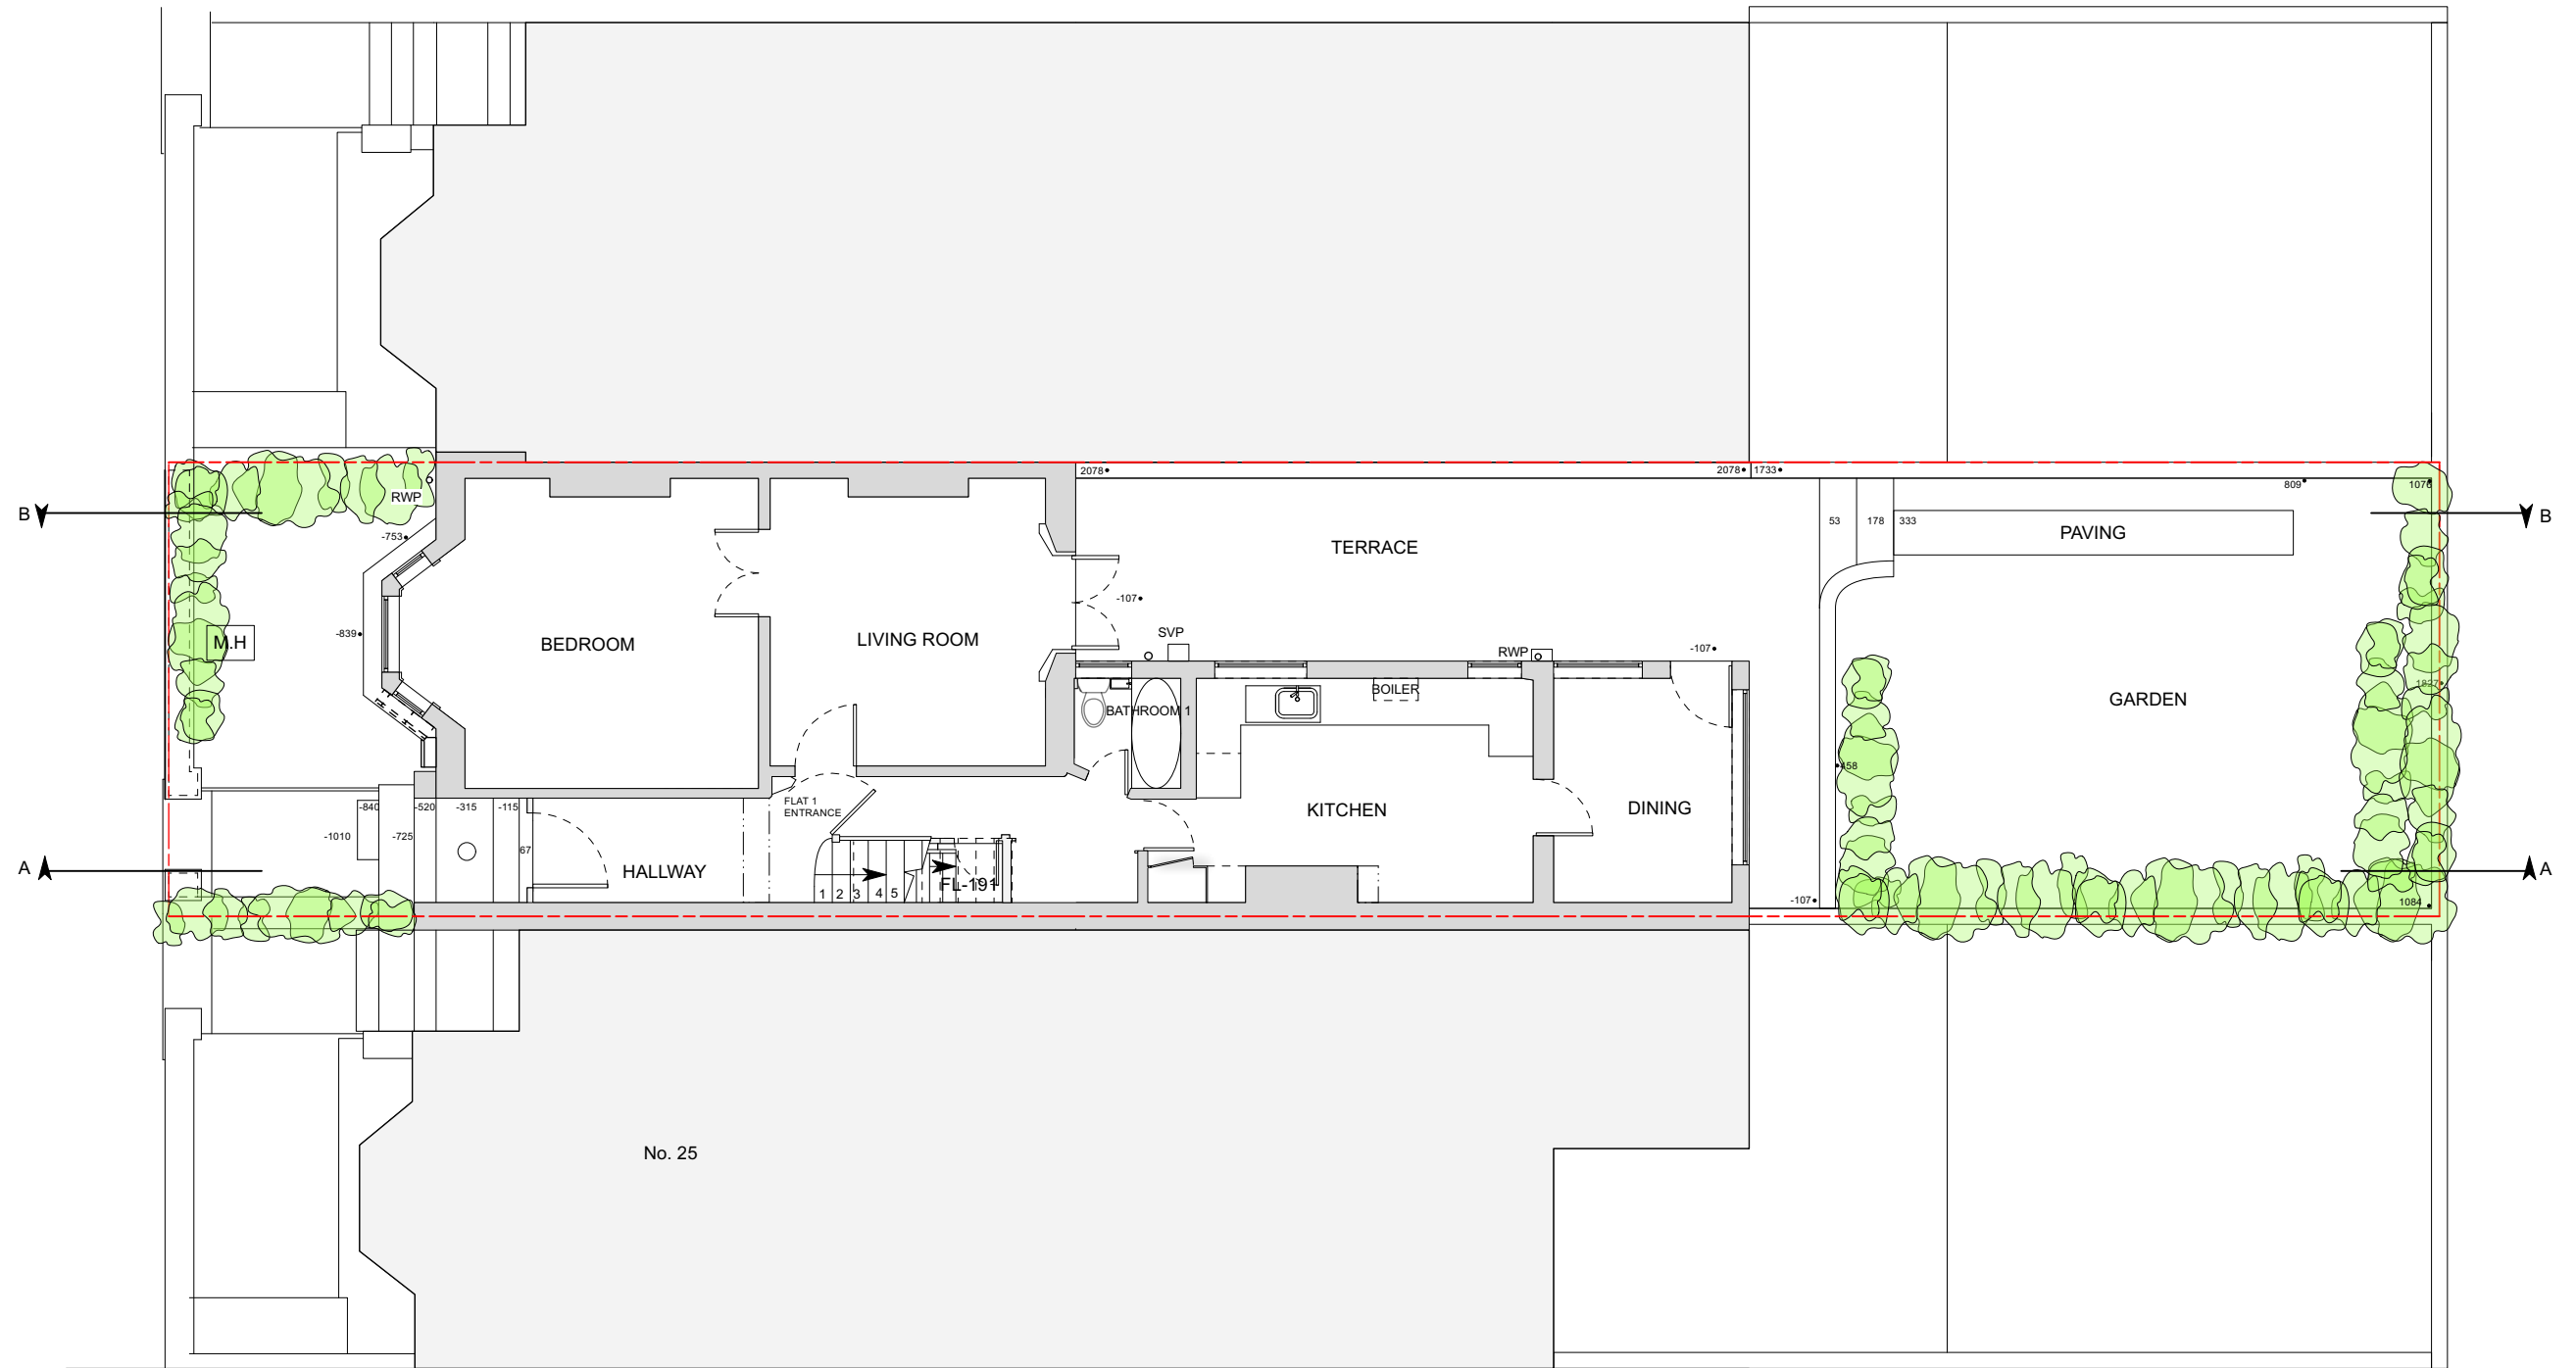 2078
2078
1733
809
1076
RWP
B
B
53
178
333
PAVING
-753
TERRACE
-107
-839
M.H
BEDROOM
LIVING ROOM
SVP
RWP
-107
BOILER
BATHROOM 1
1827
GARDEN
458
FLAT 1
ENTRANCE
-840
-520
-315
-115
KITCHEN
DINING
-1010
-725
67
A
HALLWAY
A
1 2 3 4 5
FL-191
-107
1084
No. 25